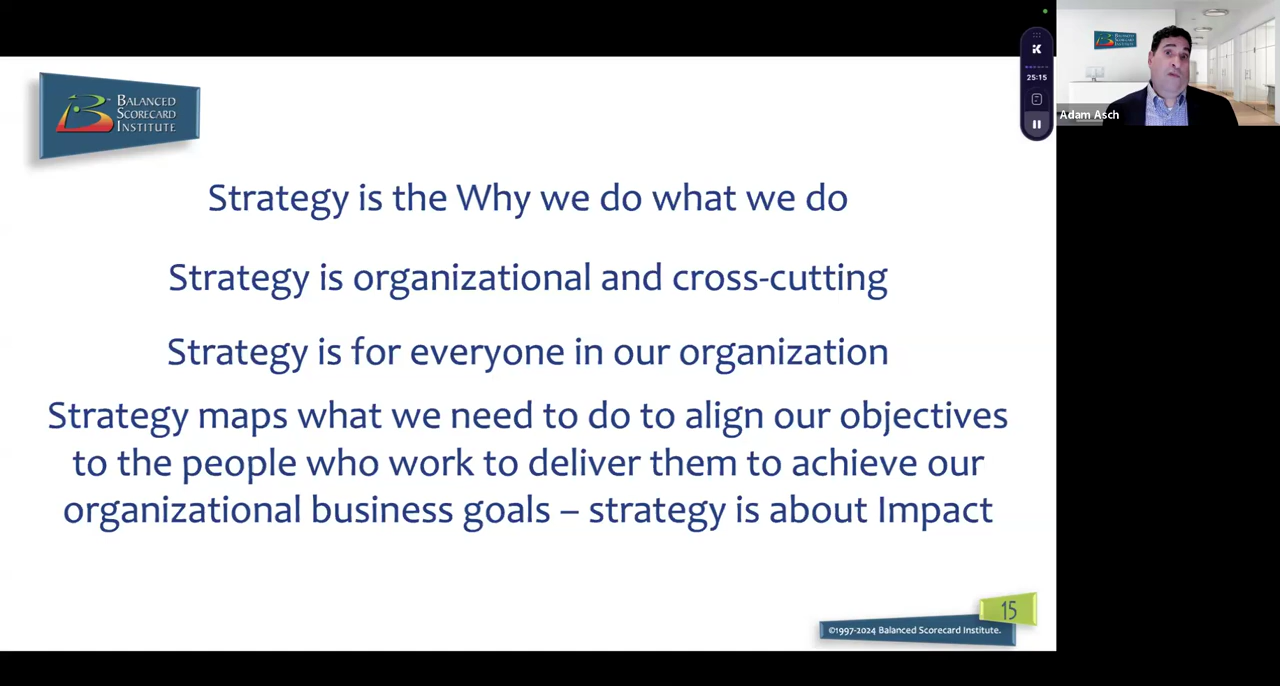 BALANCED
SCORECARD
INSTITUTE
Strategy is the Why we do what we do
Strategy is organizational and cross-cutting
Strategy is for everyone in our organization
Strategy maps what we need to do to align our objectives
to the people who work to deliver them to achieve our
organizational business goals – strategy is about Impact
15
©1997-2024 Balanced Scorecard Institute.
25:15
BALANCED
SCORECARD
INSTITUTE
Adam Asch